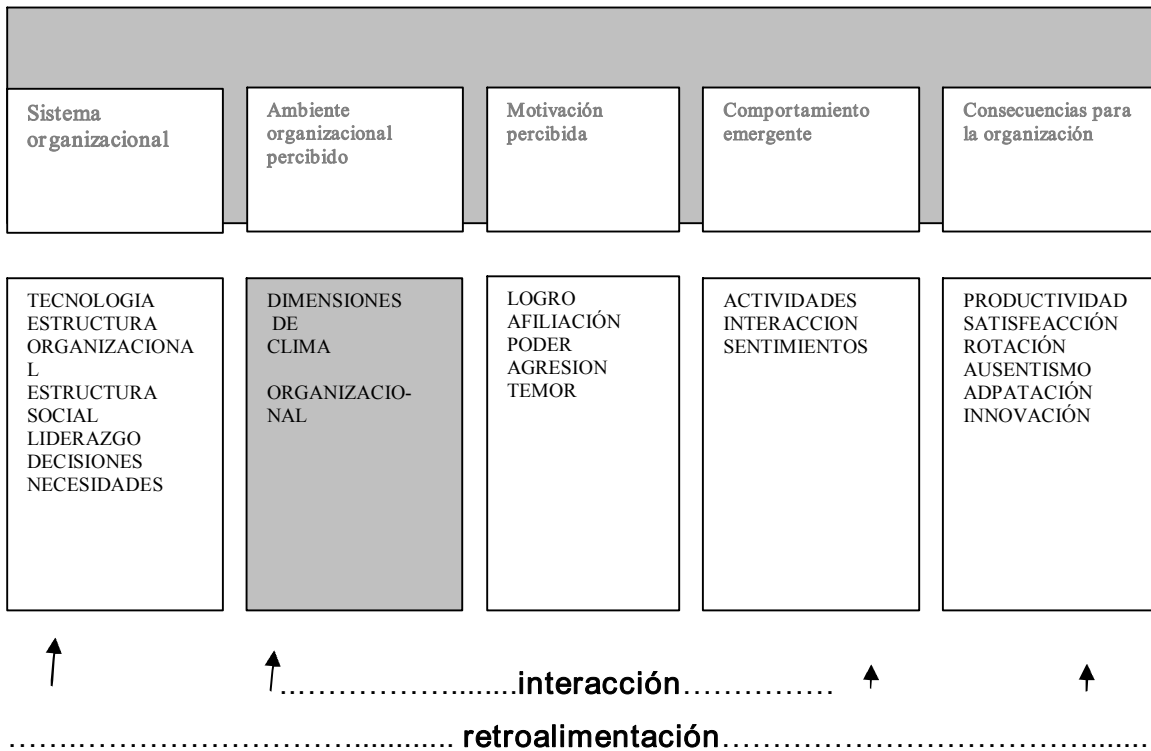 Sistema
organizacional
Ambiente
organizacional
percibido
Motivación
percibida
Comportamiento
emergente
Consecuencias para
la organización
TECNOLOGIA
ESTRUCTURA
ORGANIZACIONA
L
ESTRUCTURA
SOCIAL
LIDERAZGO
DECISIONES
NECESIDADES
DIMENSIONES
DE
CLIMA
ORGANIZACIO-
NAL
LOGRO
AFILIACIÓN
PODER
AGRESION
TEMOR
ACTIVIDADES
INTERACCION
SENTIMIENTOS
PRODUCTIVIDAD
SATISFEACCIÓN
ROTACIÓN
AUSENTISMO
ADPATACIÓN
INNOVACIÓN
...……………........interacción……………
…….…………………………........... retroalimentación……………………………….......